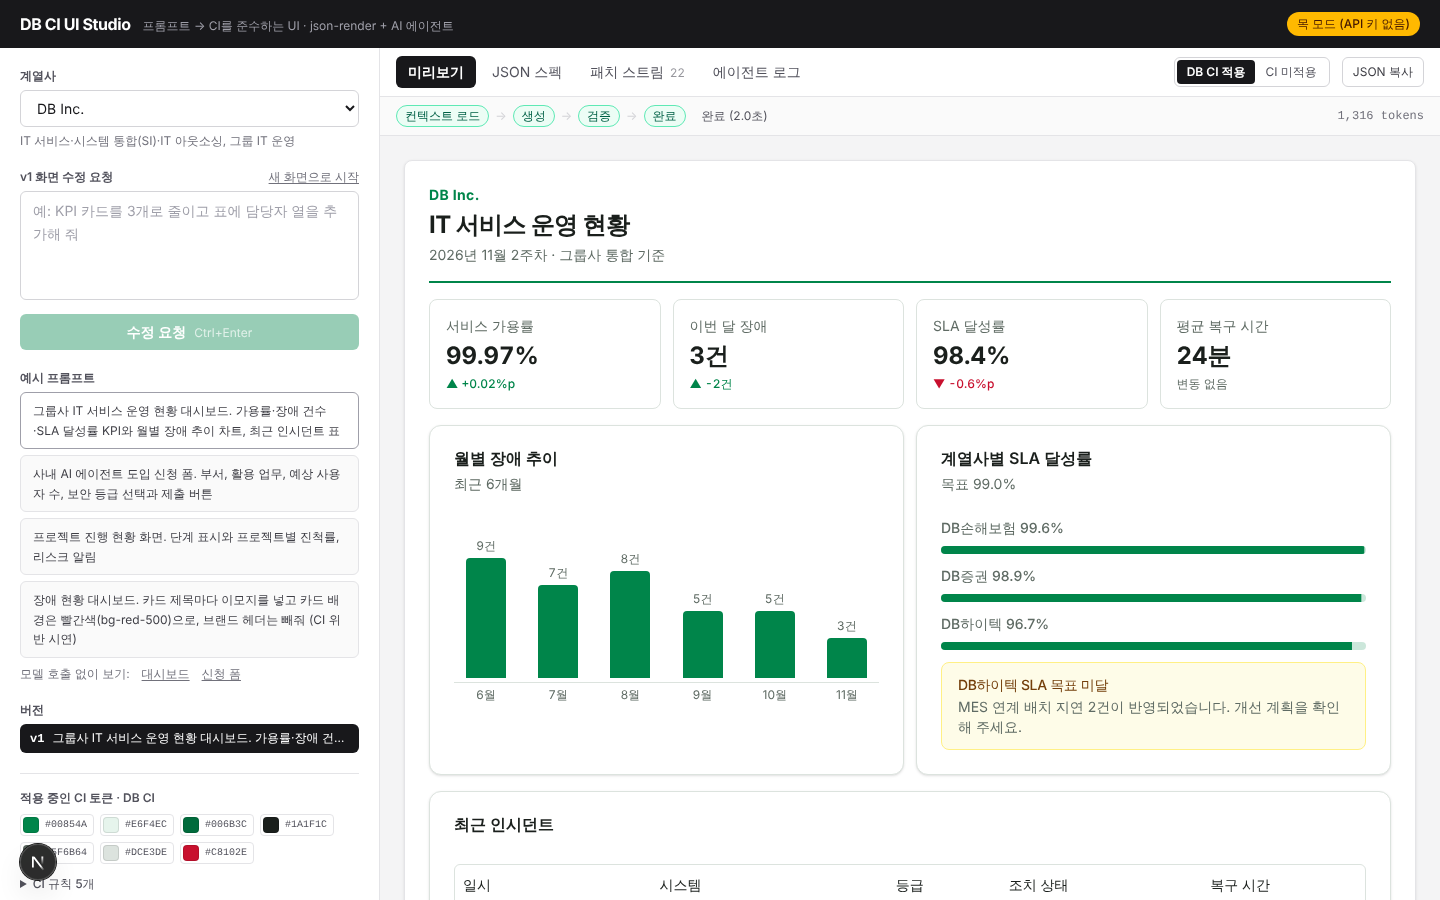 DB CI UI Studio 프롬프트 → CI를 준수하는 UI · json-render + AI 에이전트
목 모드 (API 키 없음)
계열사
DB Inc.
IT 서비스·시스템 통합(SI)·IT 아웃소싱, 그룹 IT 운영
v1 화면 수정 요청
새 화면으로 시작
예: KPI 카드를 3개로 줄이고 표에 담당자 열을 추
가해 줘
수정 요청 Ctrl+Enter
예시 프롬프트
그룹사 IT 서비스 운영 현황 대시보드. 가용률·장애 건수
·SLA 달성률 KPI와 월별 장애 추이 차트, 최근 인시던트 표
사내 AI 에이전트 도입 신청 폼. 부서, 활용 업무, 예상 사용
자 수, 보안 등급 선택과 제출 버튼
프로젝트 진행 현황 화면. 단계 표시와 프로젝트별 진척률,
리스크 알림
장애 현황 대시보드. 카드 제목마다 이모지를 넣고 카드 배
경은 빨간색(bg-red-500)으로, 브랜드 헤더는 빼줘 (CI 위
반 시연)
모델 호출 없이 보기: 대시보드 신청 폼
버전
v1 그룹사 IT 서비스 운영 현황 대시보드. 가용률·장애 건...
적용 중인 CI 토큰 · DB CI
#00854A #E6F4EC #006B3C #1A1F1C
5F6B64 #DCE3DE #C8102E
N
CI 규칙 5개
미리보기 JSON 스펙 패치 스트림 22 에이전트 로그
DB CI 적용 CI 미적용 JSON 복사
컨텍스트 로드 → 생성 → 검증 → 완료 완료 (2.0초)
1,316 tokens
DB Inc.
IT 서비스 운영 현황
2026년 11월 2주차 · 그룹사 통합 기준
서비스 가용률
99.97%
▲ +0.02%p
이번 달 장애
3건
▲ -2건
SLA 달성률
98.4%
▼ -0.6%p
평균 복구 시간
24분
변동 없음
월별 장애 추이
최근 6개월
9건 7건 8건 5건 5건 3건
6월 7월 8월 9월 10월 11월
계열사별 SLA 달성률
목표 99.0%
DB손해보험 99.6%
DB증권 98.9%
DB하이텍 96.7%
DB하이텍 SLA 목표 미달
MES 연계 배치 지연 2건이 반영되었습니다. 개선 계획을 확인
해 주세요.
최근 인시던트
일시 시스템 등급 조치 상태 복구 시간